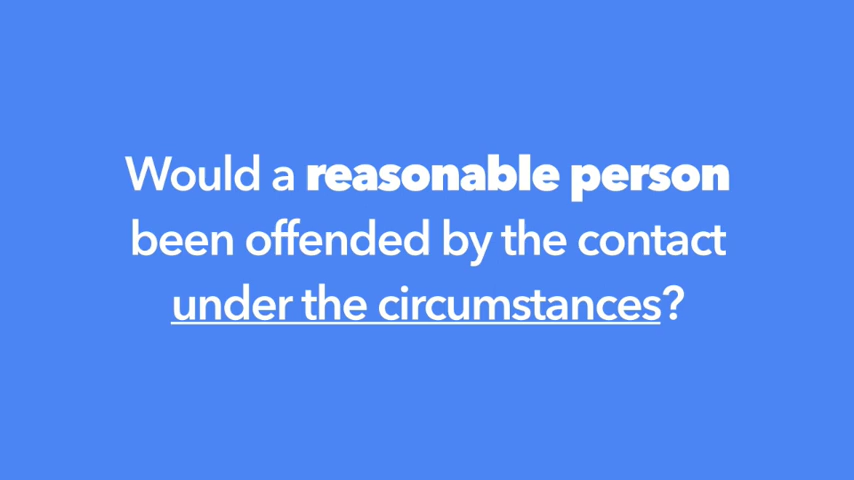 Would a reasonable person
been offended by the contact
under the circumstances?